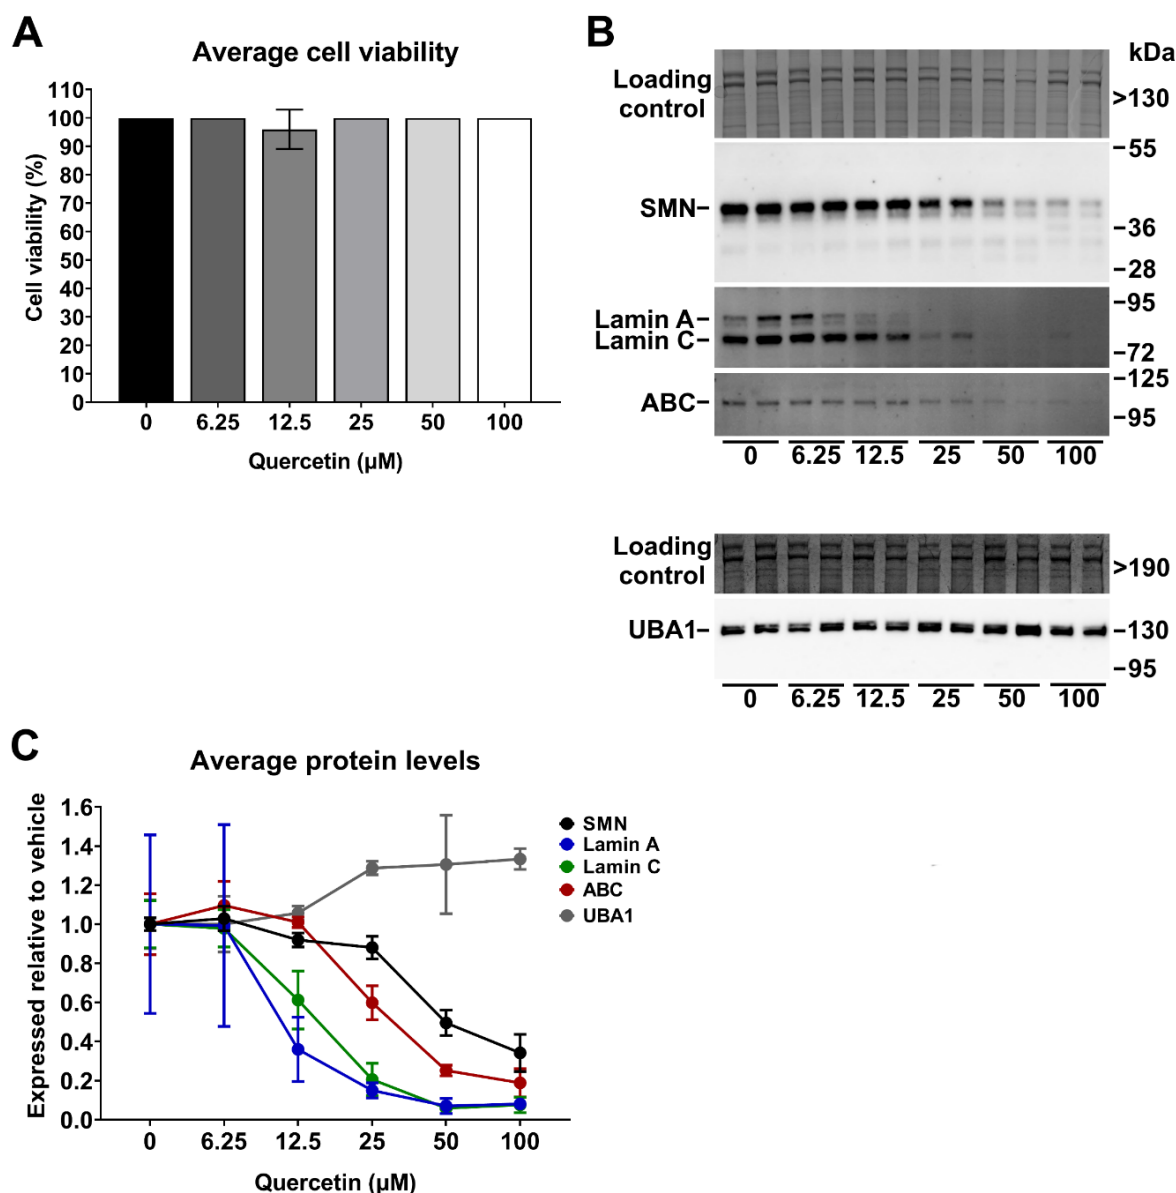 A
Average cell viability
Cell viability (%)
110
100
90
80
70
60
50
40
30
20
10
0
0 6.25 12.5 25 50 100
Quercetin (µM)
B
kDa
Loading
control
>130
–55
SMN–
–36
–28
–95
Lamin A–
Lamin C–
–72
–125
ABC–
–95
0 6.25 12.5 25 50 100
Loading
control
>190
UBA1–
–130
–95
0 6.25 12.5 25 50 100
C
Average protein levels
Expressed relative to vehicle
1.6
1.4
1.2
1.0
0.8
0.6
0.4
0.2
0.0
0 6.25 12.5 25 50 100
Quercetin (µM)
SMN
Lamin A
Lamin C
ABC
UBA1